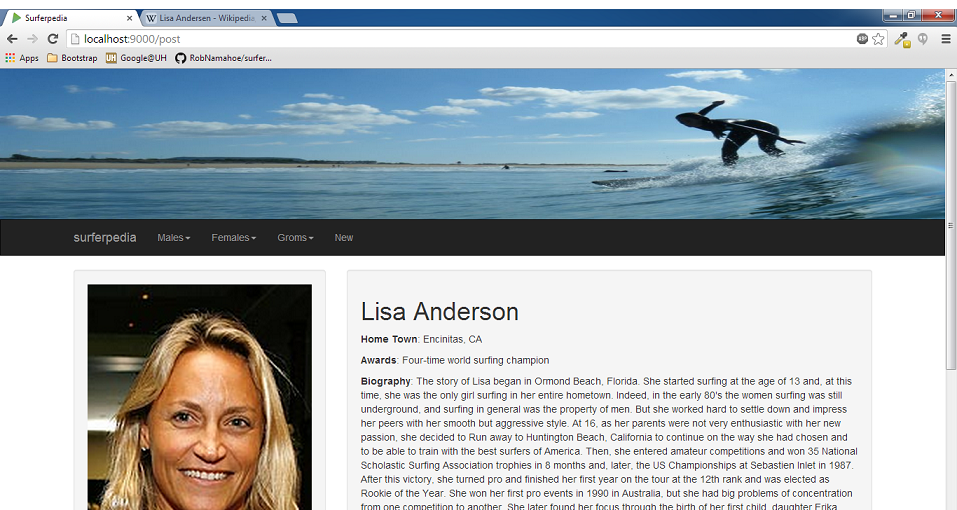 Surferpedia
Lisa Andersen - Wikipedia
localhost:9000/post
ABP
Apps Bootstrap UH Google@UH RobNamahoe/surfer...
surferpedia Males Females Groms New
Lisa Anderson
Home Town: Encinitas, CA
Awards: Four-time world surfing champion
Biography: The story of Lisa began in Ormond Beach, Florida. She started surfing at the age of 13 and, at this
time, she was the only girl surfing in her entire hometown. Indeed, in the early 80's the women surfing was still
underground, and surfing in general was the property of men. But she worked hard to settle down and impress
her peers with her smooth but aggressive style. At 16, as her parents were not very enthusiastic with her new
passion, she decided to Run away to Huntington Beach, California to continue on the way she had chosen and
to be able to train with the best surfers of America. Then, she entered amateur competitions and won 35 National
Scholastic Surfing Association trophies in 8 months and, later, the US Championships at Sebastien Inlet in 1987.
After this victory, she turned pro and finished her first year on the tour at the 12th rank and was elected as
Rookie of the Year. She won her first pro events in 1990 in Australia, but she had big problems of concentration
from one competition to another. She later found her focus through the birth of her first child, daughter Erika